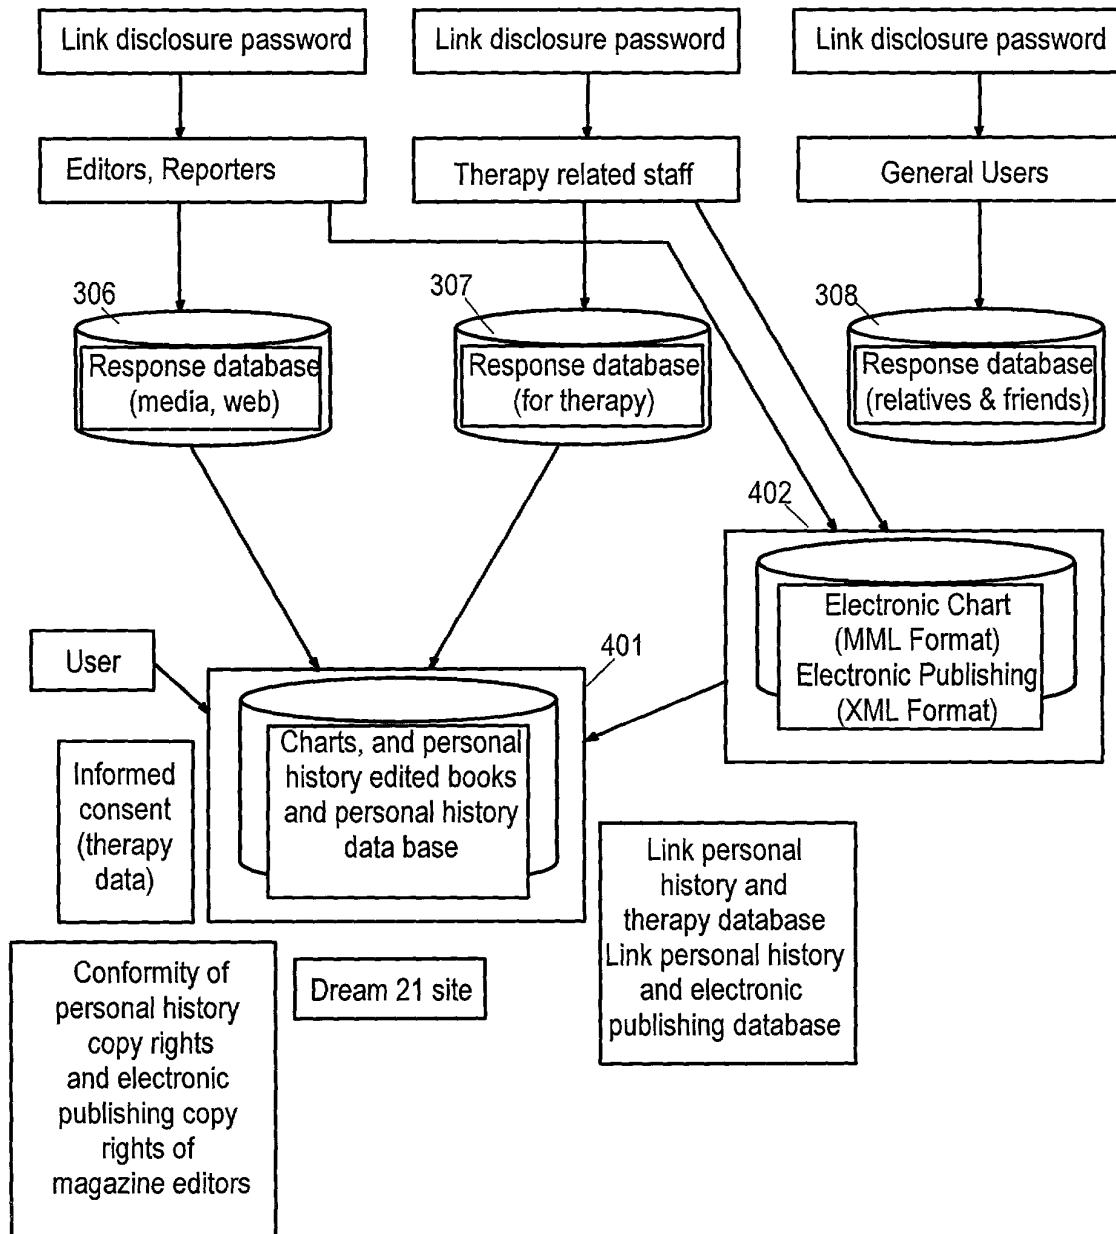 Link disclosure password
Link disclosure password
Link disclosure password
Editors, Reporters
Therapy related staff
General Users
306
307
308
Response database
(media, web)
Response database
(for therapy)
Response database
(relatives & friends)
402
Electronic Chart
(MML Format)
Electronic Publishing
(XML Format)
User
401
Charts, and personal
history edited books
and personal history
data base
Informed
consent
(therapy
data)
Link personal
history and
therapy database
Link personal history
and electronic
publishing database
Conformity of
personal history
copy rights
and electronic
publishing copy
rights of
magazine editors
Dream 21 site